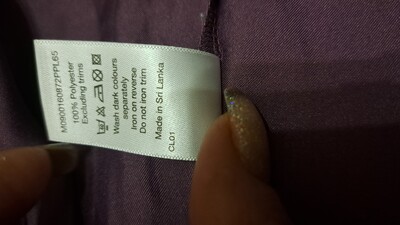 M0900160872PPL65
100% Polyester
Excluding trims
Wash dark colours
separately
Iron on reverse
Do not iron trim
Made in Sri Lanka
CL01